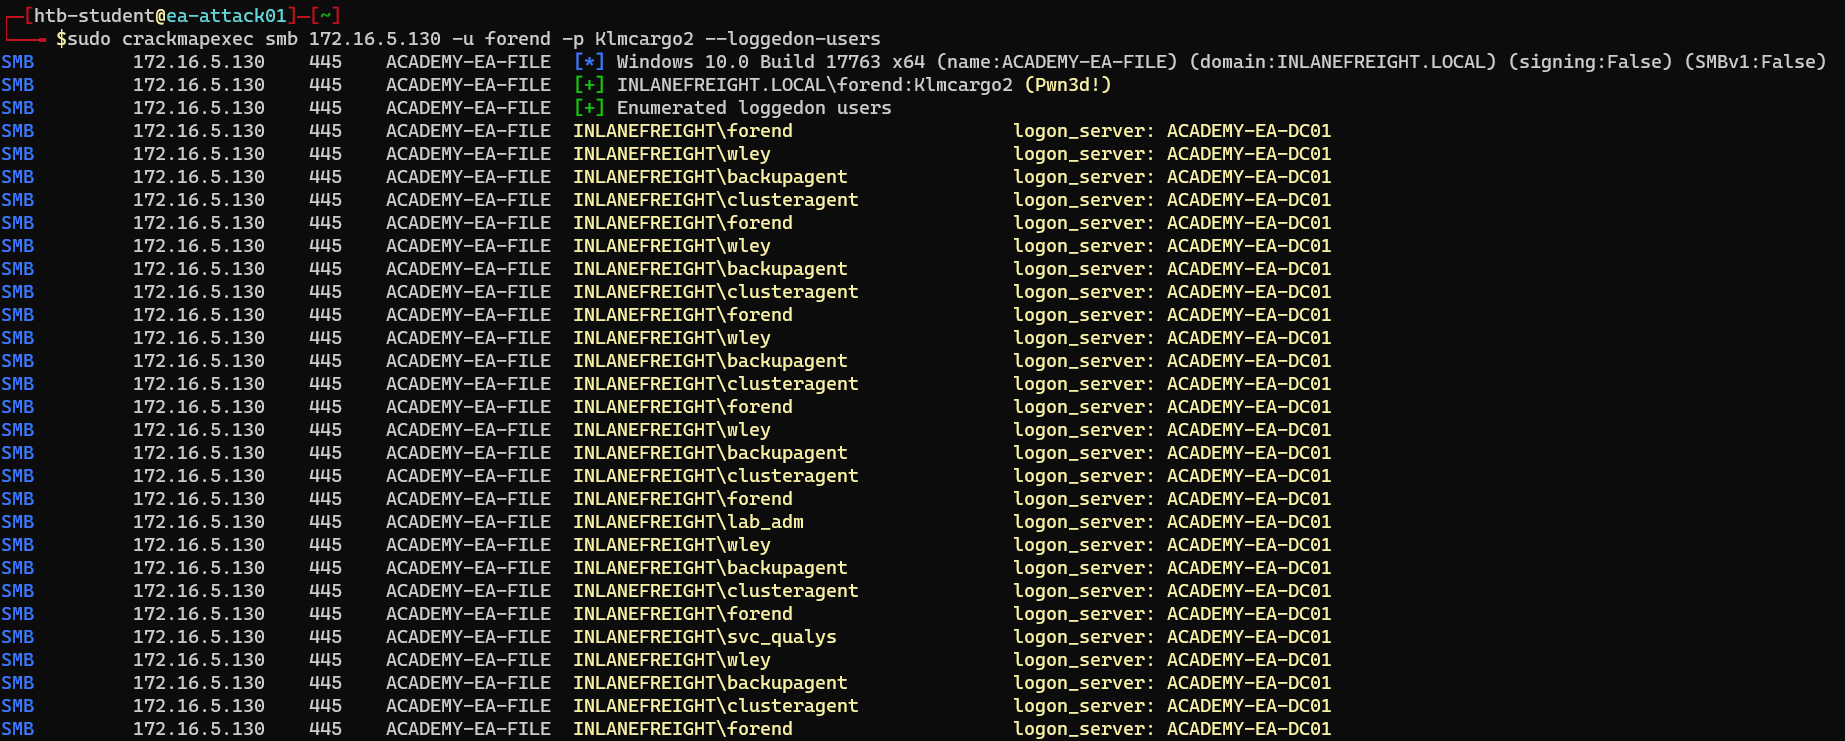 ┌─[htb-student@ea-attack01]─[~]
└──╼ $sudo crackmapexec smb 172.16.5.130 -u forend -p Klmcargo2 --loggedon-users
SMB         172.16.5.130    445    ACADEMY-EA-FILE  [*] Windows 10.0 Build 17763 x64 (name:ACADEMY-EA-FILE) (domain:INLANEFREIGHT.LOCAL) (signing:False) (SMBv1:False)
SMB         172.16.5.130    445    ACADEMY-EA-FILE  [+] INLANEFREIGHT.LOCAL\forend:Klmcargo2 (Pwn3d!)
SMB         172.16.5.130    445    ACADEMY-EA-FILE  [+] Enumerated loggedon users
SMB         172.16.5.130    445    ACADEMY-EA-FILE  INLANEFREIGHT\forend                    logon_server: ACADEMY-EA-DC01
SMB         172.16.5.130    445    ACADEMY-EA-FILE  INLANEFREIGHT\wley                      logon_server: ACADEMY-EA-DC01
SMB         172.16.5.130    445    ACADEMY-EA-FILE  INLANEFREIGHT\backupagent               logon_server: ACADEMY-EA-DC01
SMB         172.16.5.130    445    ACADEMY-EA-FILE  INLANEFREIGHT\clusteragent              logon_server: ACADEMY-EA-DC01
SMB         172.16.5.130    445    ACADEMY-EA-FILE  INLANEFREIGHT\forend                    logon_server: ACADEMY-EA-DC01
SMB         172.16.5.130    445    ACADEMY-EA-FILE  INLANEFREIGHT\wley                      logon_server: ACADEMY-EA-DC01
SMB         172.16.5.130    445    ACADEMY-EA-FILE  INLANEFREIGHT\backupagent               logon_server: ACADEMY-EA-DC01
SMB         172.16.5.130    445    ACADEMY-EA-FILE  INLANEFREIGHT\clusteragent              logon_server: ACADEMY-EA-DC01
SMB         172.16.5.130    445    ACADEMY-EA-FILE  INLANEFREIGHT\forend                    logon_server: ACADEMY-EA-DC01
SMB         172.16.5.130    445    ACADEMY-EA-FILE  INLANEFREIGHT\wley                      logon_server: ACADEMY-EA-DC01
SMB         172.16.5.130    445    ACADEMY-EA-FILE  INLANEFREIGHT\backupagent               logon_server: ACADEMY-EA-DC01
SMB         172.16.5.130    445    ACADEMY-EA-FILE  INLANEFREIGHT\clusteragent              logon_server: ACADEMY-EA-DC01
SMB         172.16.5.130    445    ACADEMY-EA-FILE  INLANEFREIGHT\forend                    logon_server: ACADEMY-EA-DC01
SMB         172.16.5.130    445    ACADEMY-EA-FILE  INLANEFREIGHT\wley                      logon_server: ACADEMY-EA-DC01
SMB         172.16.5.130    445    ACADEMY-EA-FILE  INLANEFREIGHT\backupagent               logon_server: ACADEMY-EA-DC01
SMB         172.16.5.130    445    ACADEMY-EA-FILE  INLANEFREIGHT\clusteragent              logon_server: ACADEMY-EA-DC01
SMB         172.16.5.130    445    ACADEMY-EA-FILE  INLANEFREIGHT\forend                    logon_server: ACADEMY-EA-DC01
SMB         172.16.5.130    445    ACADEMY-EA-FILE  INLANEFREIGHT\lab_adm                   logon_server: ACADEMY-EA-DC01
SMB         172.16.5.130    445    ACADEMY-EA-FILE  INLANEFREIGHT\wley                      logon_server: ACADEMY-EA-DC01
SMB         172.16.5.130    445    ACADEMY-EA-FILE  INLANEFREIGHT\backupagent               logon_server: ACADEMY-EA-DC01
SMB         172.16.5.130    445    ACADEMY-EA-FILE  INLANEFREIGHT\clusteragent              logon_server: ACADEMY-EA-DC01
SMB         172.16.5.130    445    ACADEMY-EA-FILE  INLANEFREIGHT\forend                    logon_server: ACADEMY-EA-DC01
SMB         172.16.5.130    445    ACADEMY-EA-FILE  INLANEFREIGHT\svc_qualys                logon_server: ACADEMY-EA-DC01
SMB         172.16.5.130    445    ACADEMY-EA-FILE  INLANEFREIGHT\wley                      logon_server: ACADEMY-EA-DC01
SMB         172.16.5.130    445    ACADEMY-EA-FILE  INLANEFREIGHT\backupagent               logon_server: ACADEMY-EA-DC01
SMB         172.16.5.130    445    ACADEMY-EA-FILE  INLANEFREIGHT\clusteragent              logon_server: ACADEMY-EA-DC01
SMB         172.16.5.130    445    ACADEMY-EA-FILE  INLANEFREIGHT\forend                    logon_server: ACADEMY-EA-DC01